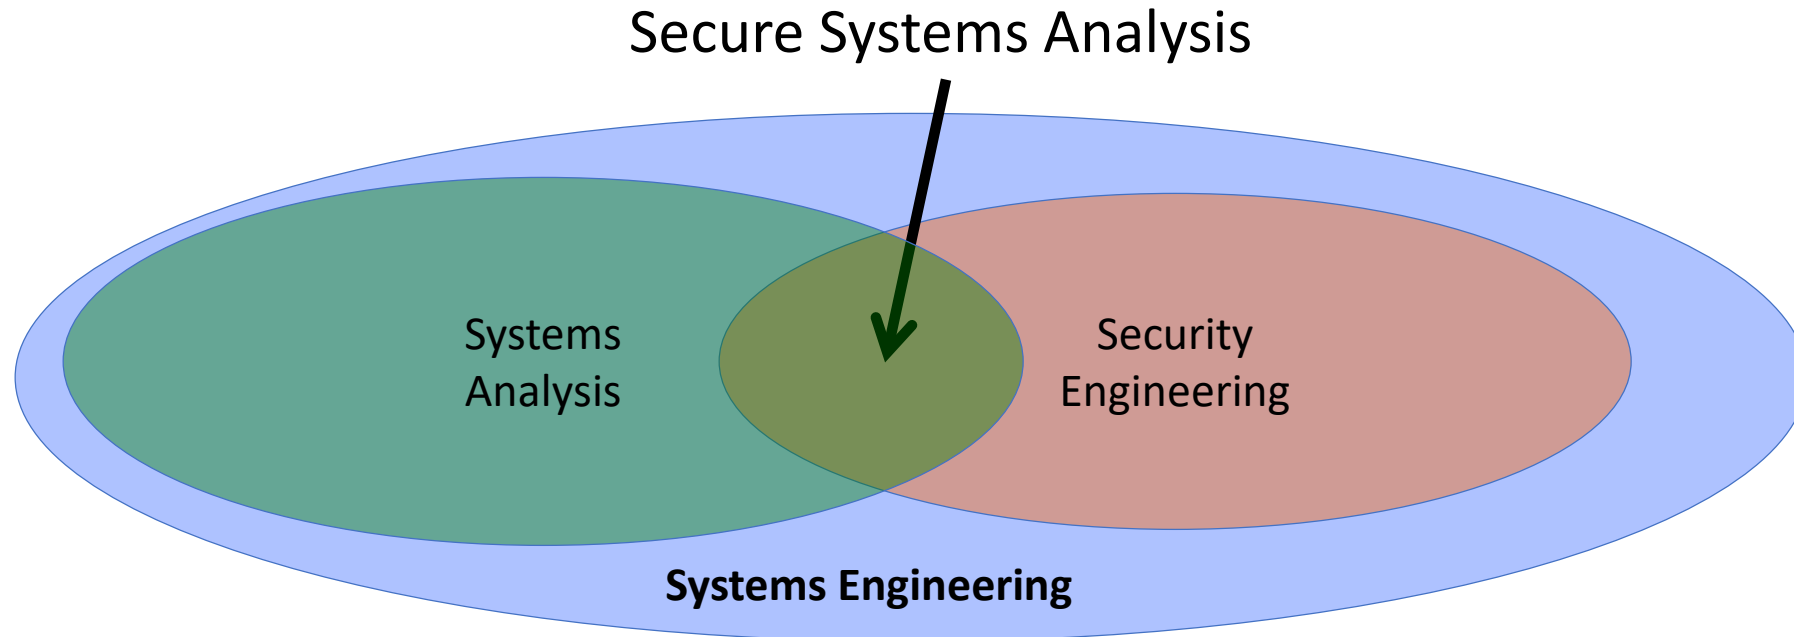 Secure Systems Analysis
Systems
Analysis
Security
Engineering
Systems Engineering